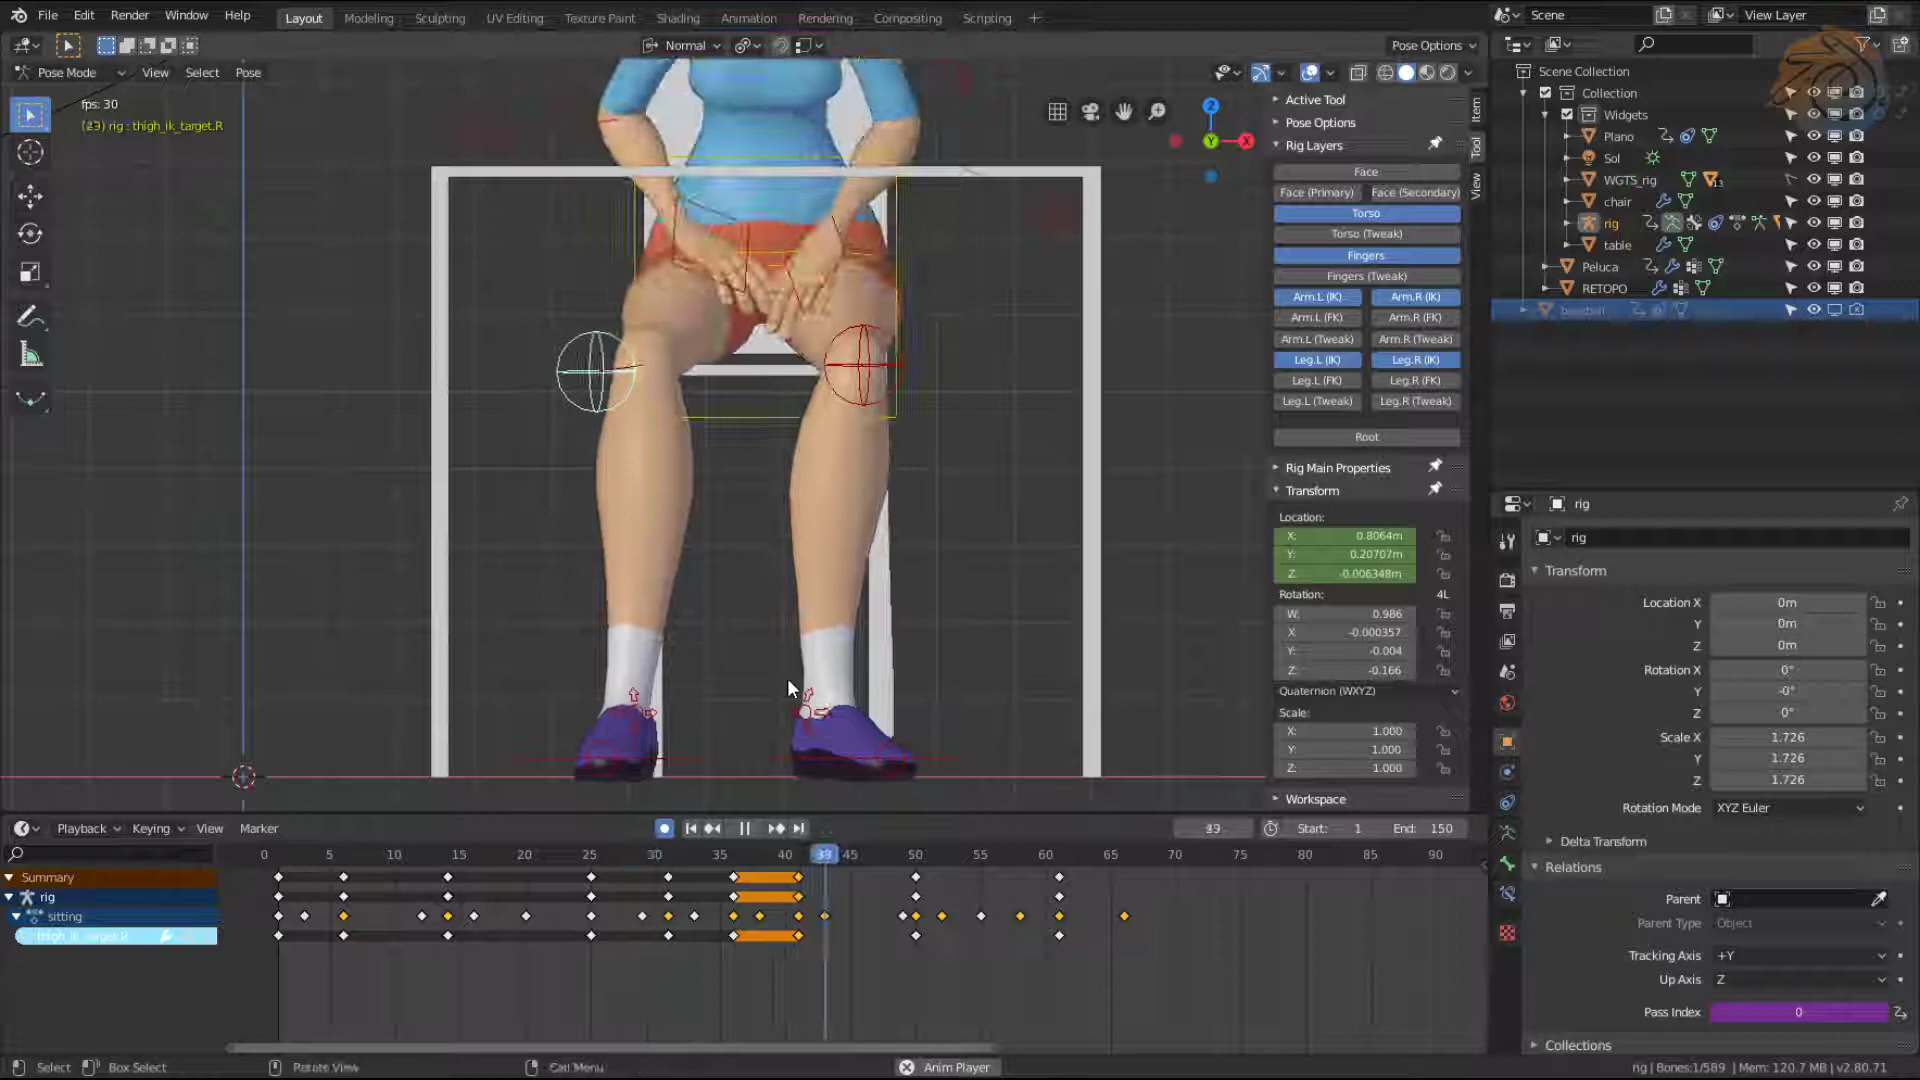 File Edit Render Window Help Layout Modeling Sculpting UV Editing Texture Paint Shading Animation Rendering Compositing Scripting + Scene View Layer
Normal Pose Options
Pose Mode View Select Pose
fps: 30
rig : thigh_ik_target.R
Active Tool
Pose Options
Rig Layers
Face
Face (Primary) Face (Secondary)
Torso
Torso (Tweak)
Fingers
Fingers (Tweak)
Arm.L (IK) Arm.R (IK)
Arm.L (FK) Arm.R (FK)
Arm.L (Tweak) Arm.R (Tweak)
Leg.L (IK) Leg.R (IK)
Leg.L (FK) Leg.R (FK)
Leg.L (Tweak) Leg.R (Tweak)
Root
Rig Main Properties
Transform
Location:
X: 0.8064m
Y: 0.20707m
Z: -0.006348m
Rotation: 4L
W: 0.986
X -0.000357
Y: -0.004
Z: -0.166
Quaternion (WXYZ)
Scale:
X: 1.000
Y: 1.000
Z: 1.000
Workspace
Item
Tool
View
Z
Y
X
Scene Collection
Collection
Widgets
Plano
Sol
WGTS_rig 13
chair
rig
table
Peluca
RETOPO
rig
rig
Transform
Location X 0m
Y 0m
Z 0m
Rotation X 0°
Y -0°
Z 0°
Scale X 1.726
Y 1.726
Z 1.726
Rotation Mode XYZ Euler
Delta Transform
Relations
Parent
Parent Type Object
Tracking Axis +Y
Up Axis Z
Pass Index 0
Collections
Playback Keying View Marker Start: 1 End: 150
0 5 10 15 20 25 30 35 40 45 50 55 60 65 70 75 80 85 90
Summary
rig
sitting
Select Box Select Rotate View Call Menu Anim Player rig | Bones:1/589 | Mem: 120.7 MB | v2.80.71